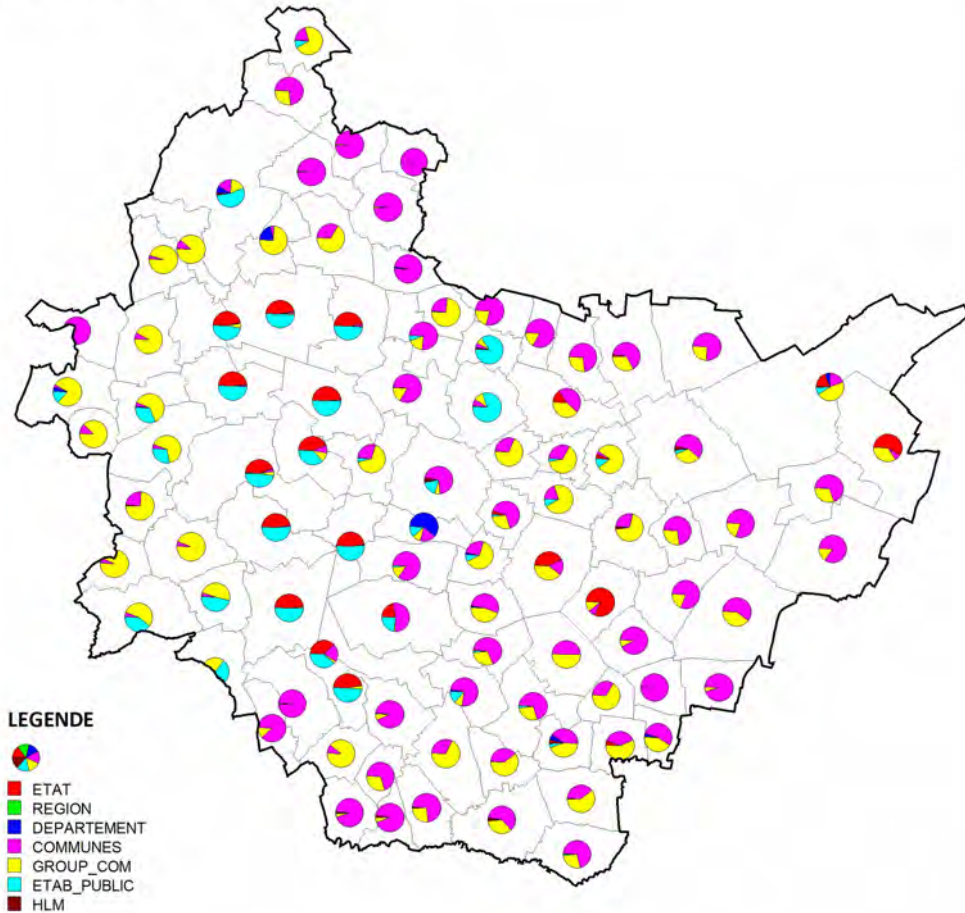 LEGENDE
ETAT
REGION
DEPARTEMENT
COMMUNES
GROUP_COM
ETAB_PUBLIC
HLM